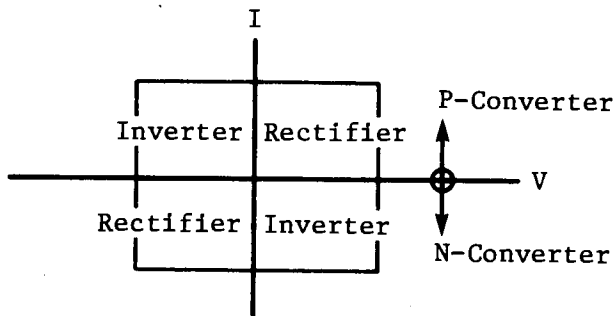 I
P-Converter
Inverter Rectifier
V
Rectifier Inverter
N-Converter